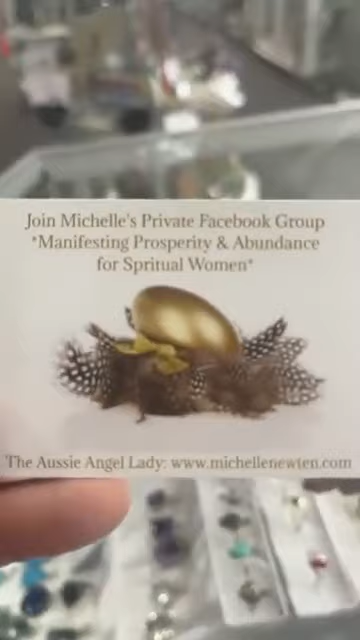 Join Michelle's Private Facebook Group
*Manifesting Prosperity & Abundance
for Spritual Women*
The Aussie Angel Lady: www.michellenewten.com